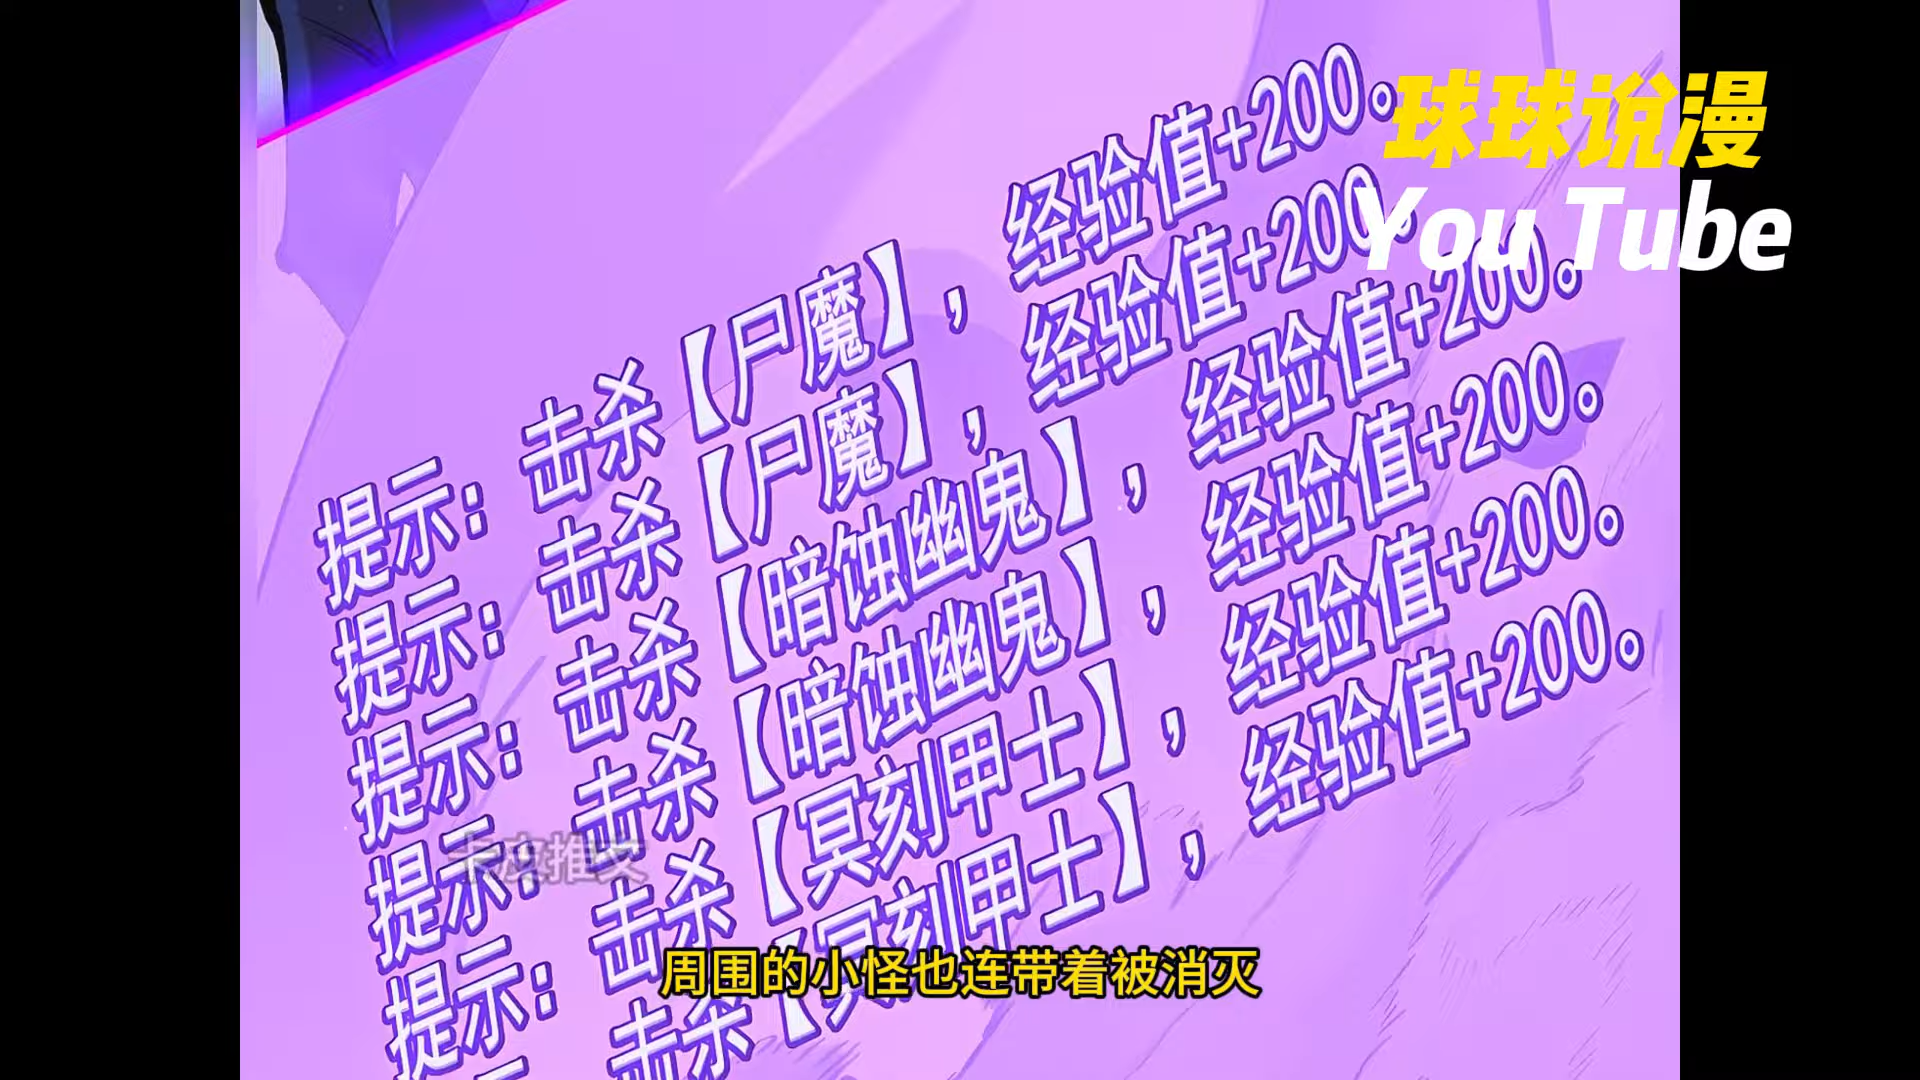 球球说漫
YouTube
提示：击杀【尸魔】，经验值+200。
提示：击杀【尸魔】，经验值+200。
提示：击杀【暗蚀幽鬼】，经验值+200。
提示：击杀【暗蚀幽鬼】，经验值+200。
提示：击杀【冥刻甲士】，经验值+200。
提示：击杀【冥刻甲士】，经验值+200。
卡皮推文
周围的小怪也连带着被消灭